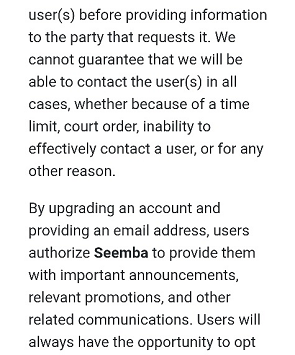 user(s) before providing information
to the party that requests it. We
cannot guarantee that we will be
able to contact the user(s) in all
cases, whether because of a time
limit, court order, inability to
effectively contact a user, or for any
other reason.
By upgrading an account and
providing an email address, users
authorize Seemba to provide them
with important announcements,
relevant promotions, and other
related communications. Users will
always have the opportunity to opt